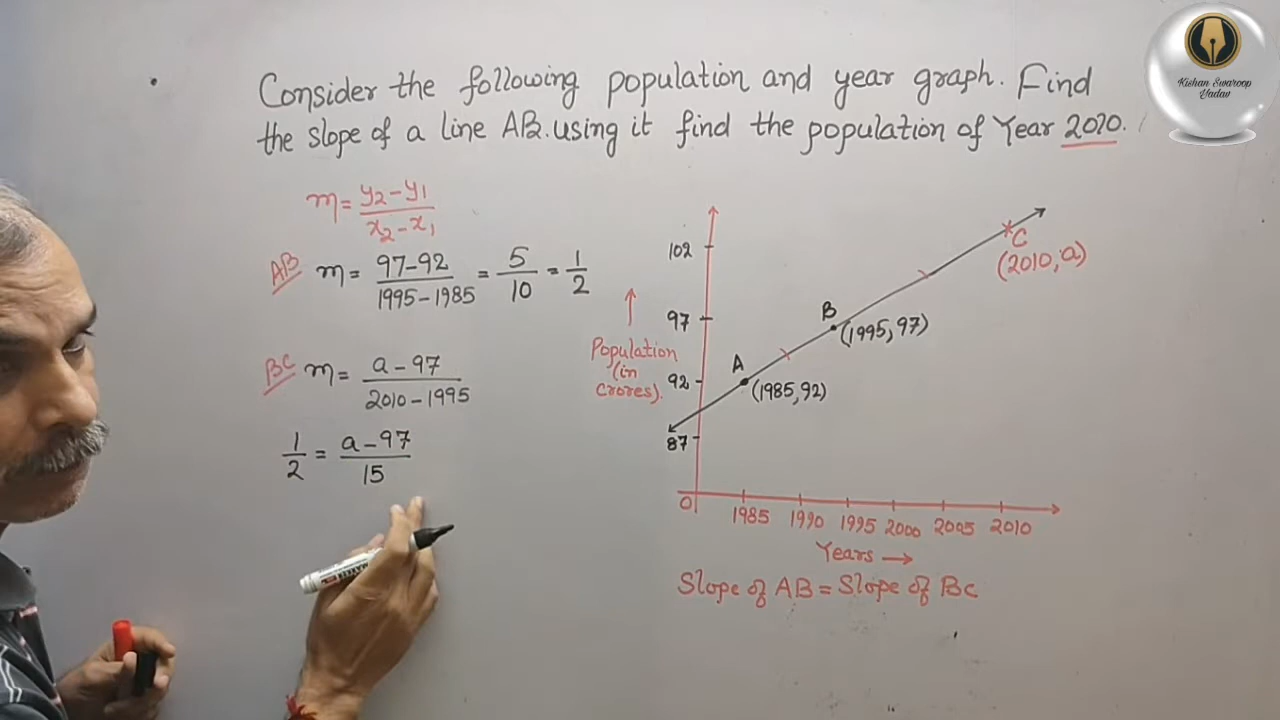 Consider the following population and year graph. Find
the slope of a line AB. using it find the population of Year 2010.
m = y2 - y1 / x2 - x1
AB m = 97 - 92 / 1995 - 1985 = 5 / 10 = 1 / 2
BC m = a - 97 / 2010 - 1995
1 / 2 = a - 97 / 15
102
97
92
87
0
Population
(in
crores).
A
(1985, 92)
B
(1995, 97)
C
(2010, a)
1985 1990 1995 2000 2005 2010
Years →
Slope of AB = Slope of BC
Kishan Swaroop
Yadav